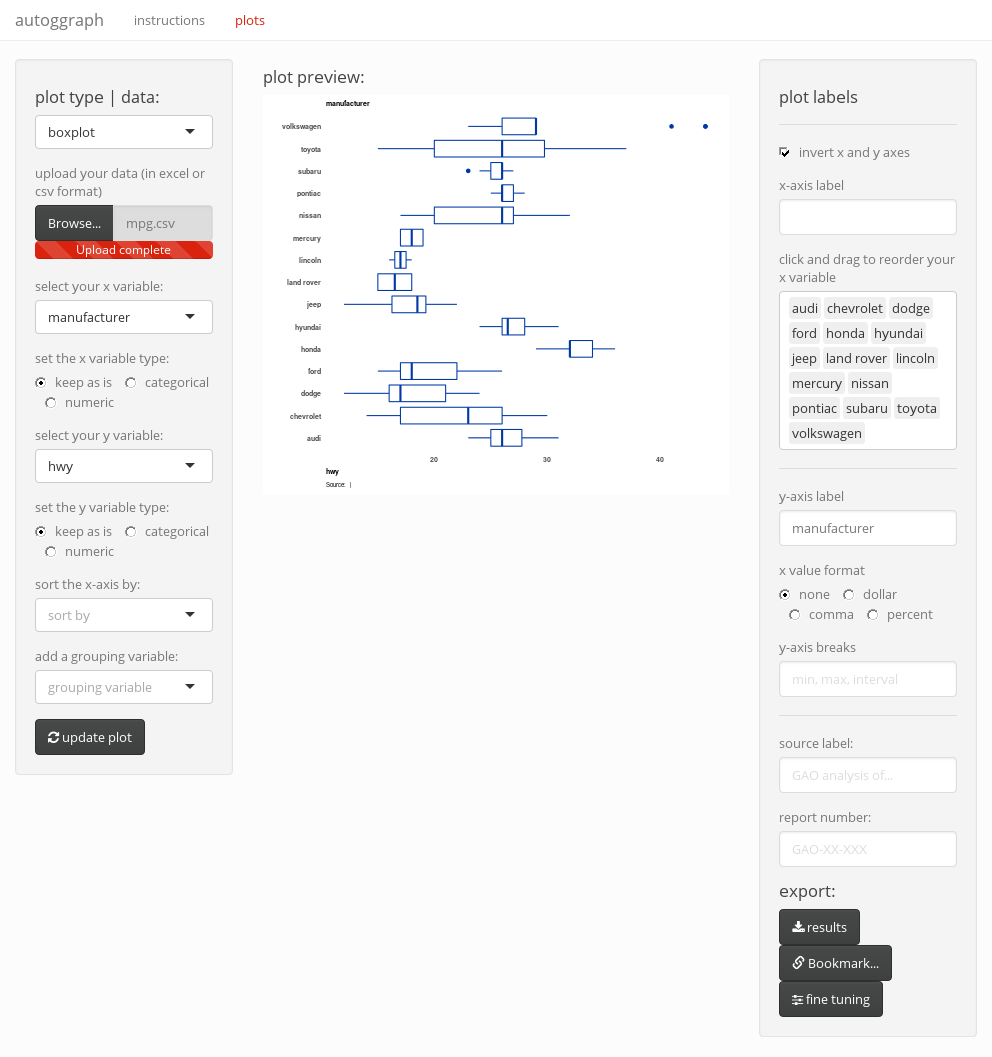 autoggraph instructions plots
plot type | data:
boxplot
upload your data (in excel or
csv format)
Browse... mpg.csv
Upload complete
select your x variable:
manufacturer
set the x variable type:
keep as is categorical
numeric
select your y variable:
hwy
set the y variable type:
keep as is categorical
numeric
sort the x-axis by:
sort by
add a grouping variable:
grouping variable
update plot
plot preview:
manufacturer
volkswagen
toyota
subaru
pontiac
nissan
mercury
lincoln
land rover
jeep
hyundai
honda
ford
dodge
chevrolet
audi
20 30 40
hwy
Source: |
plot labels
invert x and y axes
x-axis label
click and drag to reorder your
x variable
audi chevrolet dodge
ford honda hyundai
jeep land rover lincoln
mercury nissan
pontiac subaru toyota
volkswagen
y-axis label
manufacturer
x value format
none dollar
comma percent
y-axis breaks
min, max, interval
source label:
GAO analysis of...
report number:
GAO-XX-XXX
export:
results
Bookmark...
fine tuning